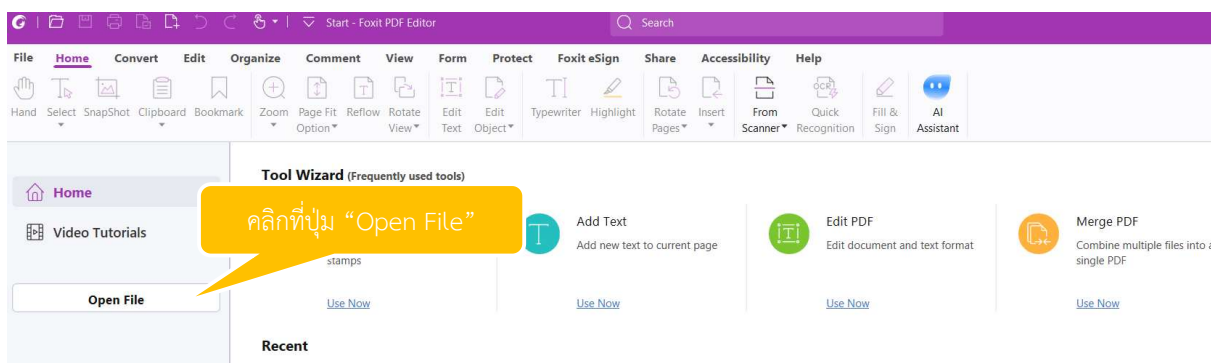 Start - Foxit PDF Editor
Search
File Home Convert Edit Organize Comment View Form Protect Foxit eSign Share Accessibility Help
Hand Select SnapShot Clipboard Bookmark Zoom Page Fit Option Reflow Rotate View Edit Text Edit Object Typewriter Highlight Rotate Pages Insert From Scanner Quick Recognition Fill & Sign AI Assistant
Tool Wizard (Frequently used tools)
Home
Video Tutorials
Open File
คลิกที่ปุ่ม “Open File”
stamps
Use Now
Add Text
Add new text to current page
Use Now
Edit PDF
Edit document and text format
Use Now
Merge PDF
Combine multiple files into a
single PDF
Use Now
Recent